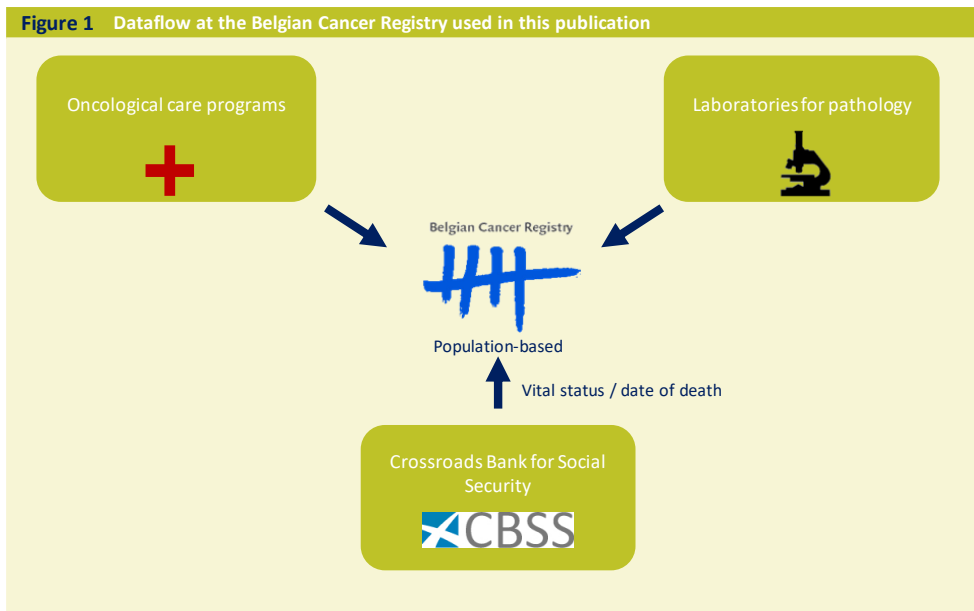 Figure 1 Dataflow at the Belgian Cancer Registry used in this publication
Oncological care programs
Laboratories for pathology
Belgian Cancer Registry
Population-based
Vital status / date of death
Crossroads Bank for Social
Security
CBSS